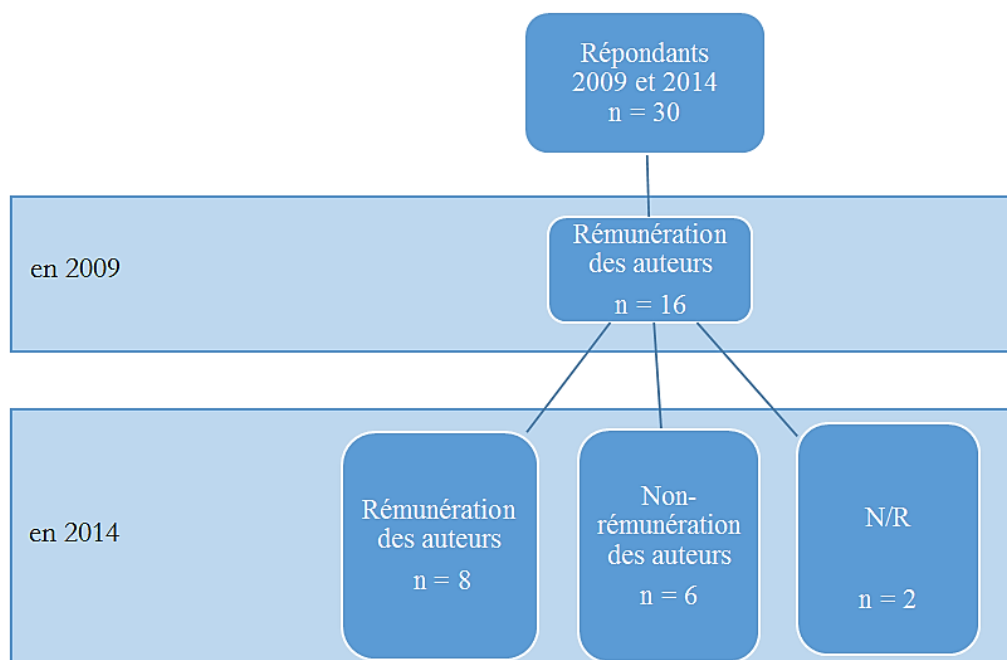 Répondants
2009 et 2014
n = 30
en 2009
Rémunération
des auteurs
n = 16
en 2014
Rémunération
des auteurs
n = 8
Non-
rémunération
des auteurs
n = 6
N/R
n = 2